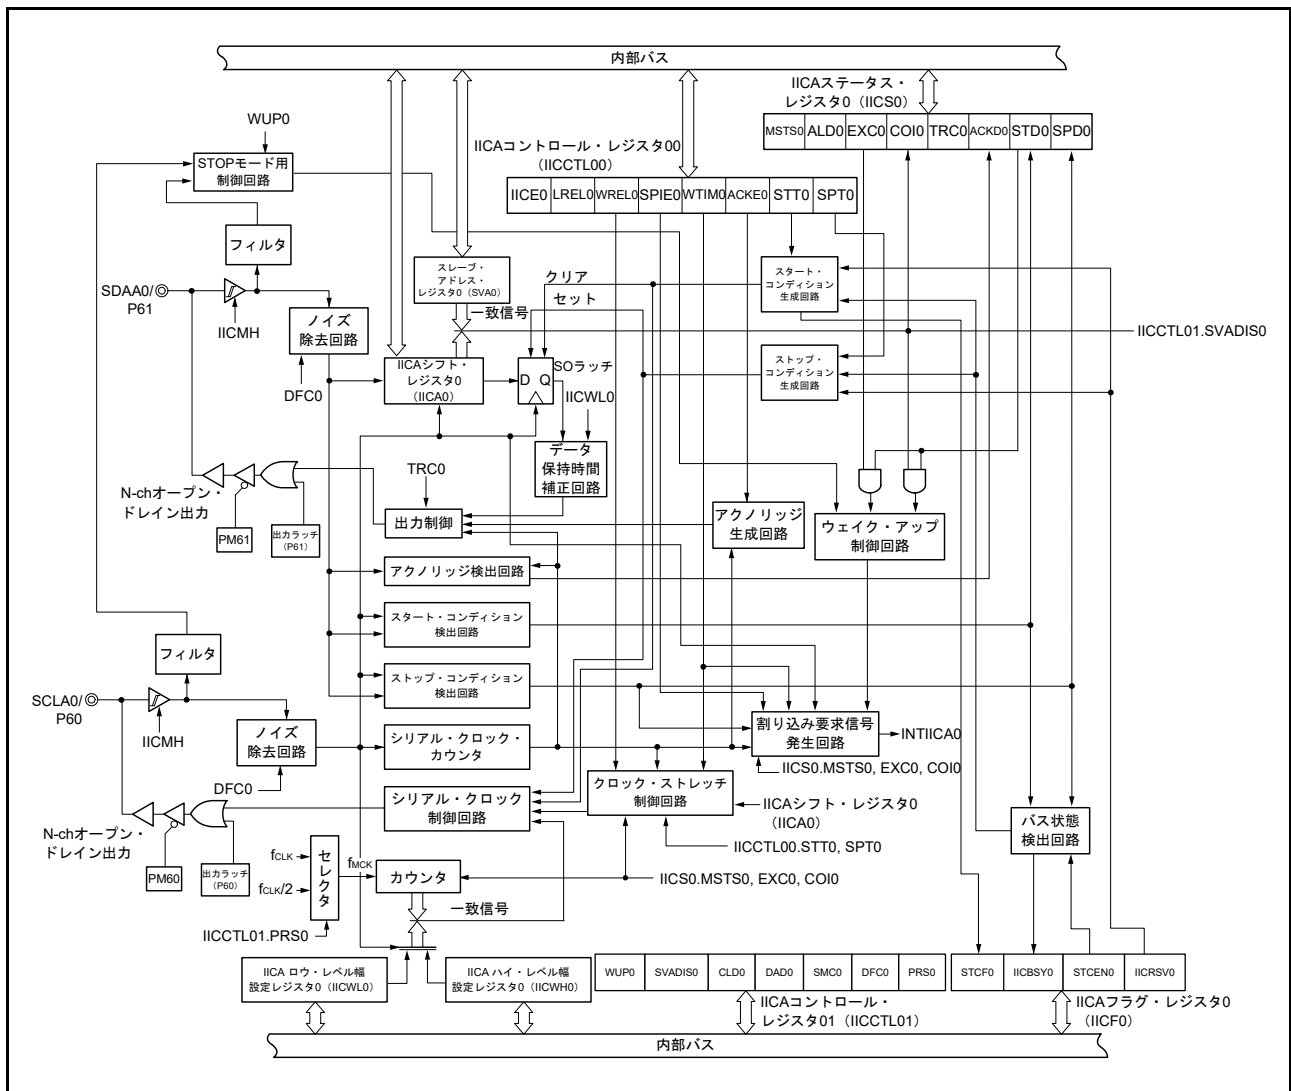 内部バス
IICAステータス・
レジスタ0（IICS0）
MSTS0 ALD0 EXC0 COI0 TRC0 ACKD0 STD0 SPD0
WUP0
STOPモード用
制御回路
IICAコントロール・レジスタ00
（IICCTL00）
IICE0 LREL0 WREL0 SPIE0 WTIM0 ACKE0 STT0 SPT0
フィルタ
スレーブ・
アドレス・
レジスタ0（SVA0）
クリア
セット
スタート・
コンディション
生成回路
SDAA0/
P61
IICMH
ノイズ
除去回路
DFC0
一致信号
IICCTL01.SVADIS0
IICAシフト・
レジスタ0
（IICA0）
D Q
SOラッチ
IICWL0
ストップ・
コンディション
生成回路
データ
保持時間
補正回路
TRC0
N-chオープン・
ドレイン出力
PM61
出力ラッチ
（P61）
出力制御
アクノリッジ
生成回路
ウェイク・アップ
制御回路
アクノリッジ検出回路
スタート・コンディション
検出回路
フィルタ
ストップ・コンディション
検出回路
SCLA0/
P60
IICMH
ノイズ
除去回路
DFC0
シリアル・クロック・
カウンタ
割り込み要求信号
発生回路
INTIICA0
IICS0.MSTS0, EXC0, COI0
クロック・ストレッチ
制御回路
シリアル・クロック
制御回路
IICAシフト・レジスタ0
（IICA0）
バス状態
検出回路
N-chオープン・
ドレイン出力
PM60
出力ラッチ
（P60）
IICCTL00.STT0, SPT0
fCLK
fCLK/2
セレクタ
fMCK
カウンタ
IICS0.MSTS0, EXC0, COI0
一致信号
IICCTL01.PRS0
IICA ロウ・レベル幅
設定レジスタ0（IICWL0）
IICA ハイ・レベル幅
設定レジスタ0（IICWH0）
WUP0 SVADIS0 CLD0 DAD0 SMC0 DFC0 PRS0
STCF0 IICBSY0 STCEN0 IICRSV0
IICAコントロール・
レジスタ01（IICCTL01）
IICAフラグ・レジスタ0
（IICF0）
内部バス